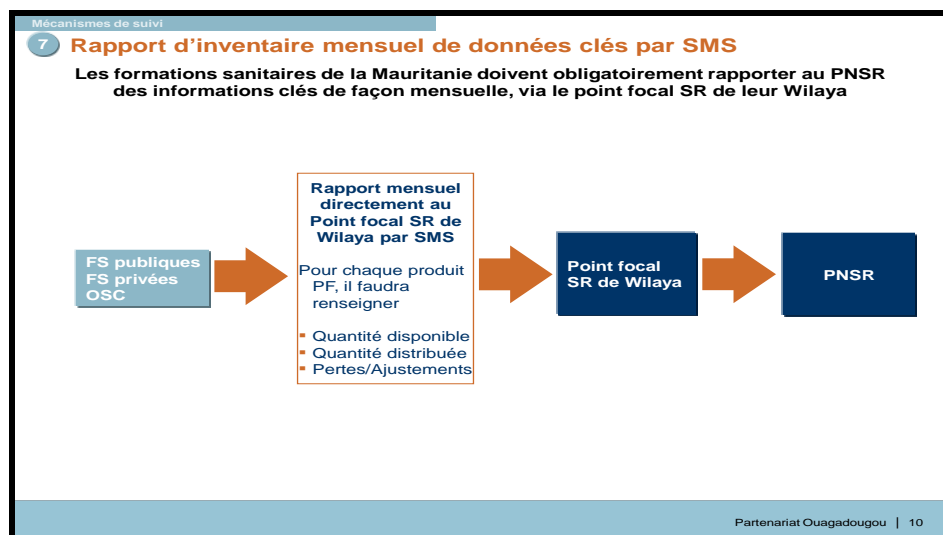 Mécanismes de suivi
7 Rapport d’inventaire mensuel de données clés par SMS
Les formations sanitaires de la Mauritanie doivent obligatoirement rapporter au PNSR
des informations clés de façon mensuelle, via le point focal SR de leur Wilaya
FS publiques
FS privées
OSC
Rapport mensuel
directement au
Point focal SR de
Wilaya par SMS
Pour chaque produit
PF, il faudra
renseigner
▪ Quantité disponible
▪ Quantité distribuée
▪ Pertes/Ajustements
Point focal
SR de Wilaya
PNSR
Partenariat Ouagadougou | 10